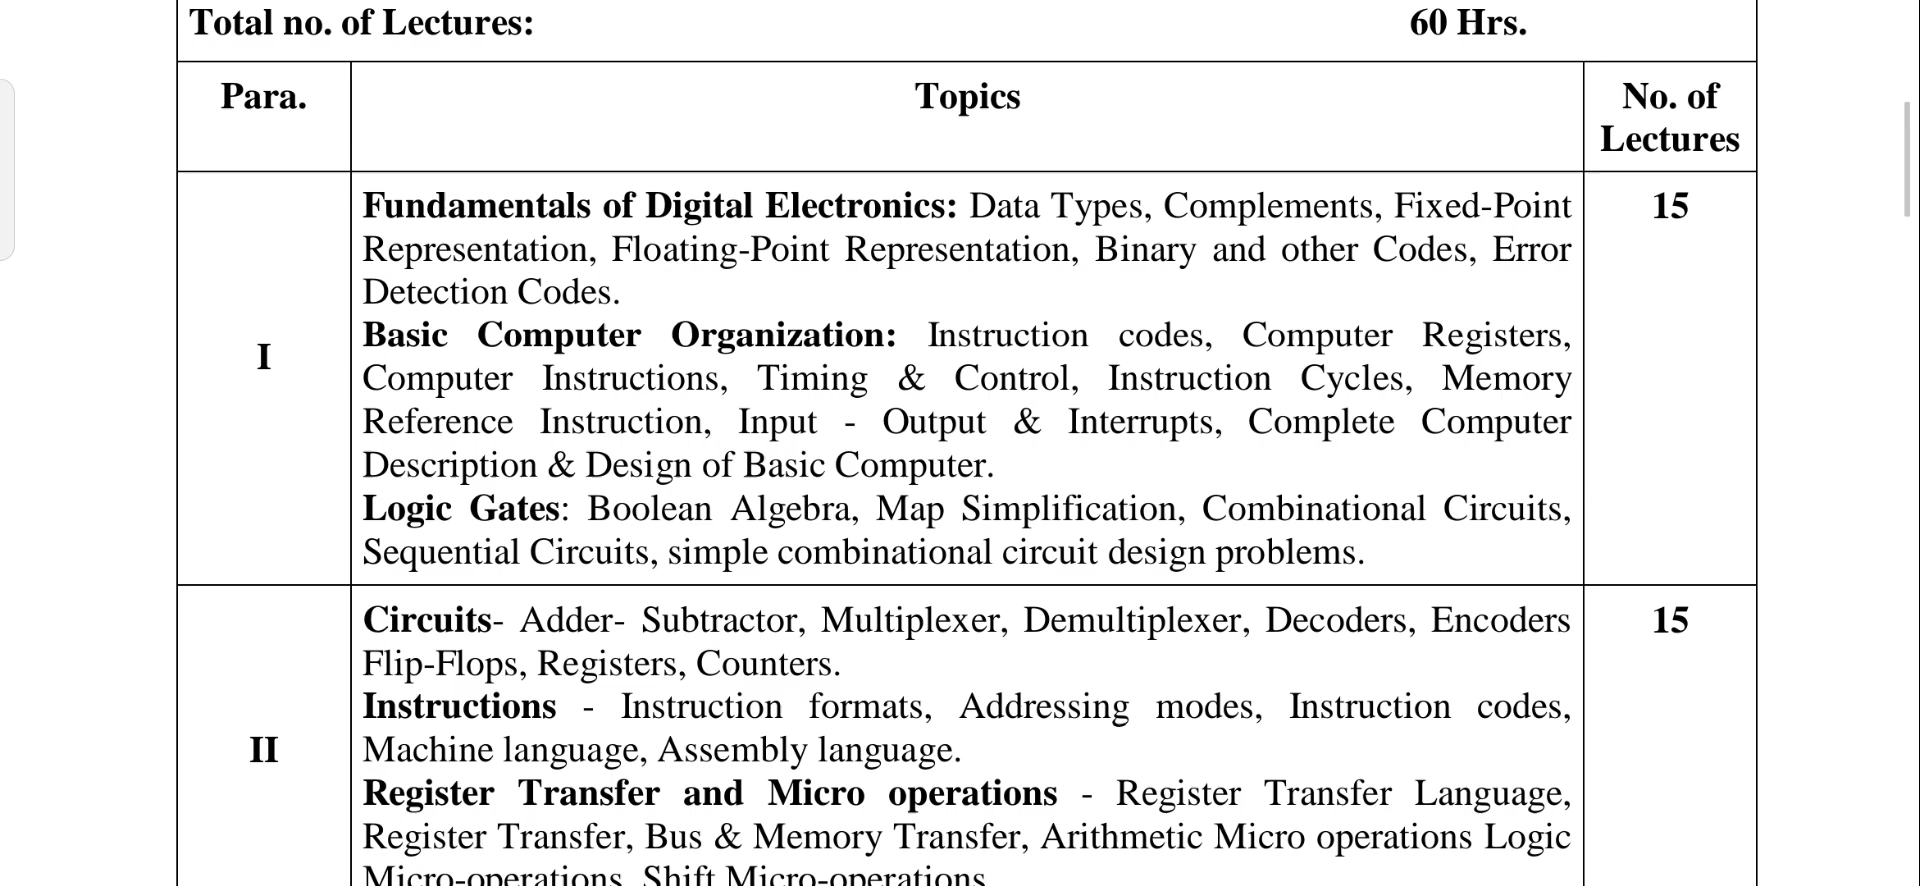 Total no. of Lectures: 60 Hrs.
Para. Topics No. of
Lectures
I
Fundamentals of Digital Electronics: Data Types, Complements, Fixed-Point
Representation, Floating-Point Representation, Binary and other Codes, Error
Detection Codes.
Basic Computer Organization: Instruction codes, Computer Registers,
Computer Instructions, Timing & Control, Instruction Cycles, Memory
Reference Instruction, Input - Output & Interrupts, Complete Computer
Description & Design of Basic Computer.
Logic Gates: Boolean Algebra, Map Simplification, Combinational Circuits,
Sequential Circuits, simple combinational circuit design problems.
15
II
Circuits- Adder- Subtractor, Multiplexer, Demultiplexer, Decoders, Encoders
Flip-Flops, Registers, Counters.
Instructions - Instruction formats, Addressing modes, Instruction codes,
Machine language, Assembly language.
Register Transfer and Micro operations - Register Transfer Language,
Register Transfer, Bus & Memory Transfer, Arithmetic Micro operations Logic
Micro-operations, Shift Micro-operations
15